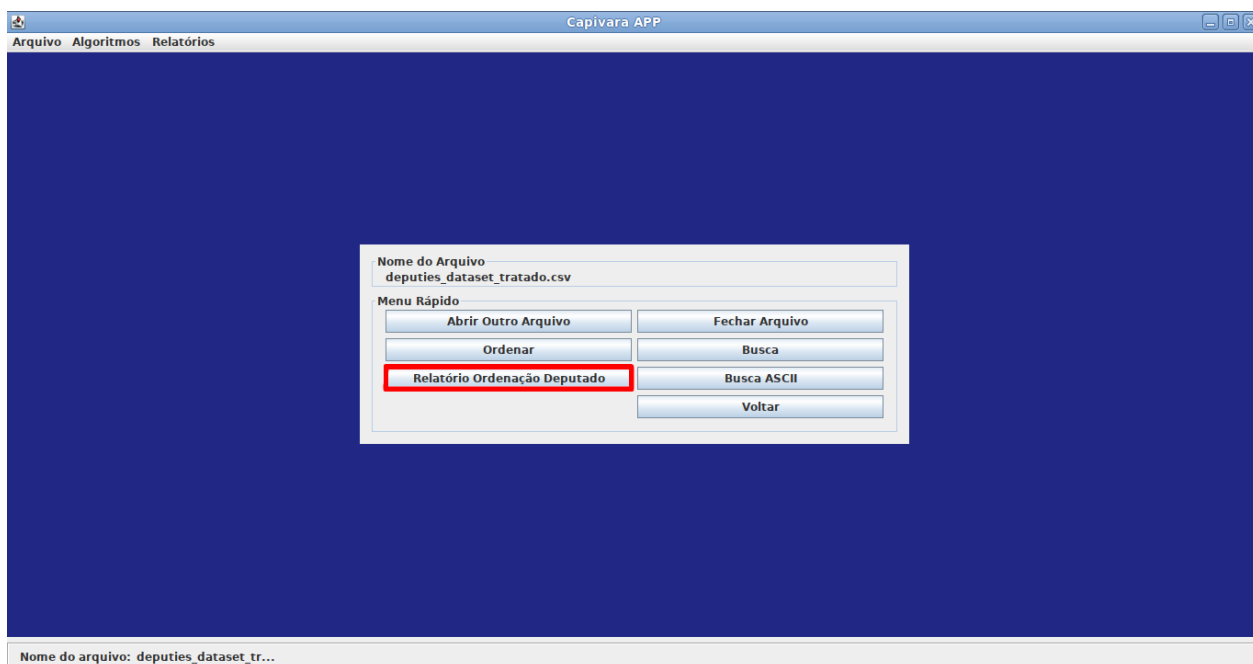 Capivara APP
Arquivo Algoritmos Relatórios
Nome do Arquivo
deputies_dataset_tratado.csv
Menu Rápido
Abrir Outro Arquivo Fechar Arquivo
Ordenar Busca
Relatório Ordenação Deputado Busca ASCII
Voltar
Nome do arquivo: deputies_dataset_tr...